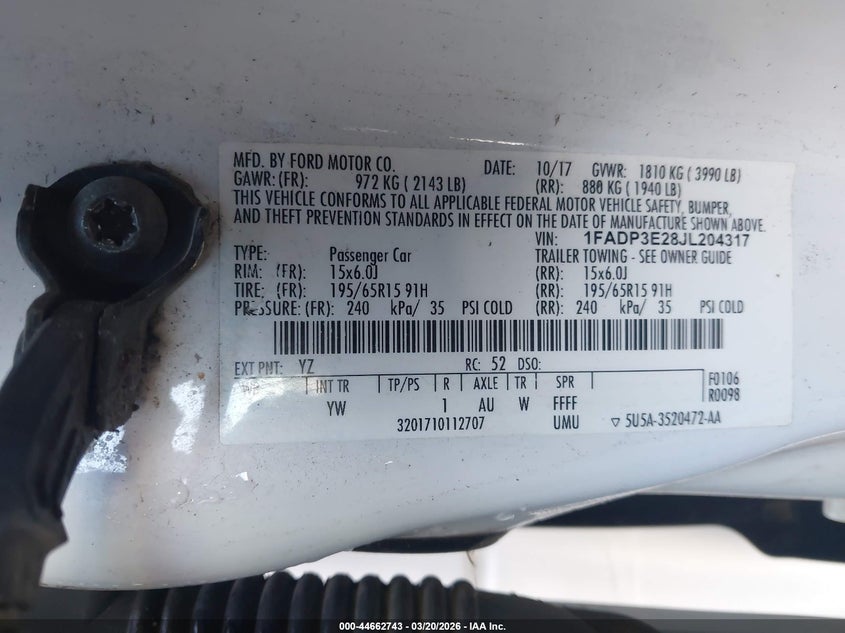 MFD. BY FORD MOTOR CO. DATE: 10/17 GVWR: 1810 KG ( 3990 LB)
GAWR: (FR): 972 KG ( 2143 LB) (RR): 880 KG ( 1940 LB)
THIS VEHICLE CONFORMS TO ALL APPLICABLE FEDERAL MOTOR VEHICLE SAFETY, BUMPER,
AND THEFT PREVENTION STANDARDS IN EFFECT ON THE DATE OF MANUFACTURE SHOWN ABOVE.
VIN: 1FADP3E28JL204317
TYPE: Passenger Car TRAILER TOWING - SEE OWNER GUIDE
RIM: (FR): 15x6.0J (RR): 15x6.0J
TIRE: (FR): 195/65R15 91H (RR): 195/65R15 91H
PRESSURE: (FR): 240 kPa/ 35 PSI COLD (RR): 240 kPa/ 35 PSI COLD
EXT PNT: YZ RC: 52 DSO:
INT TR TP/PS R AXLE TR SPR F0106
YW 1 AU W FFFF R0098
3201710112707 UMU ▽ 5U5A-3520472-AA
000-44662743 - 03/20/2026 - IAA Inc.